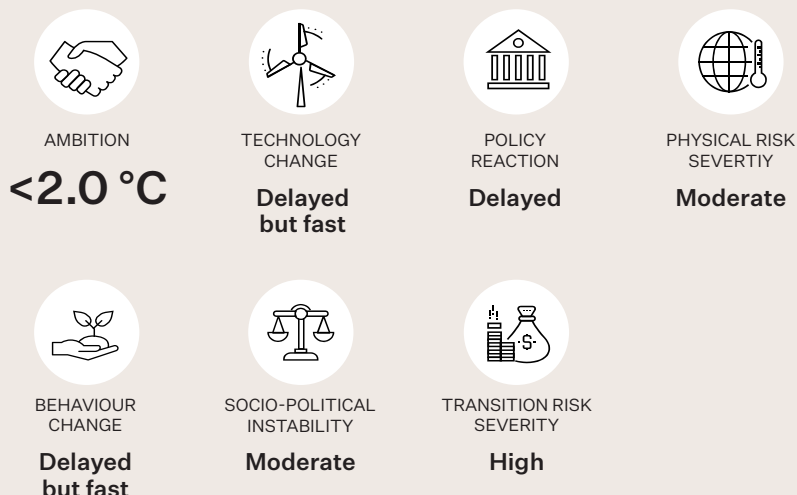 AMBITION
<2.0 °C
TECHNOLOGY
CHANGE
Delayed
but fast
POLICY
REACTION
Delayed
PHYSICAL RISK
SEVERTIY
Moderate
BEHAVIOUR
CHANGE
Delayed
but fast
SOCIO-POLITICAL
INSTABILITY
Moderate
TRANSITION RISK
SEVERITY
$
High